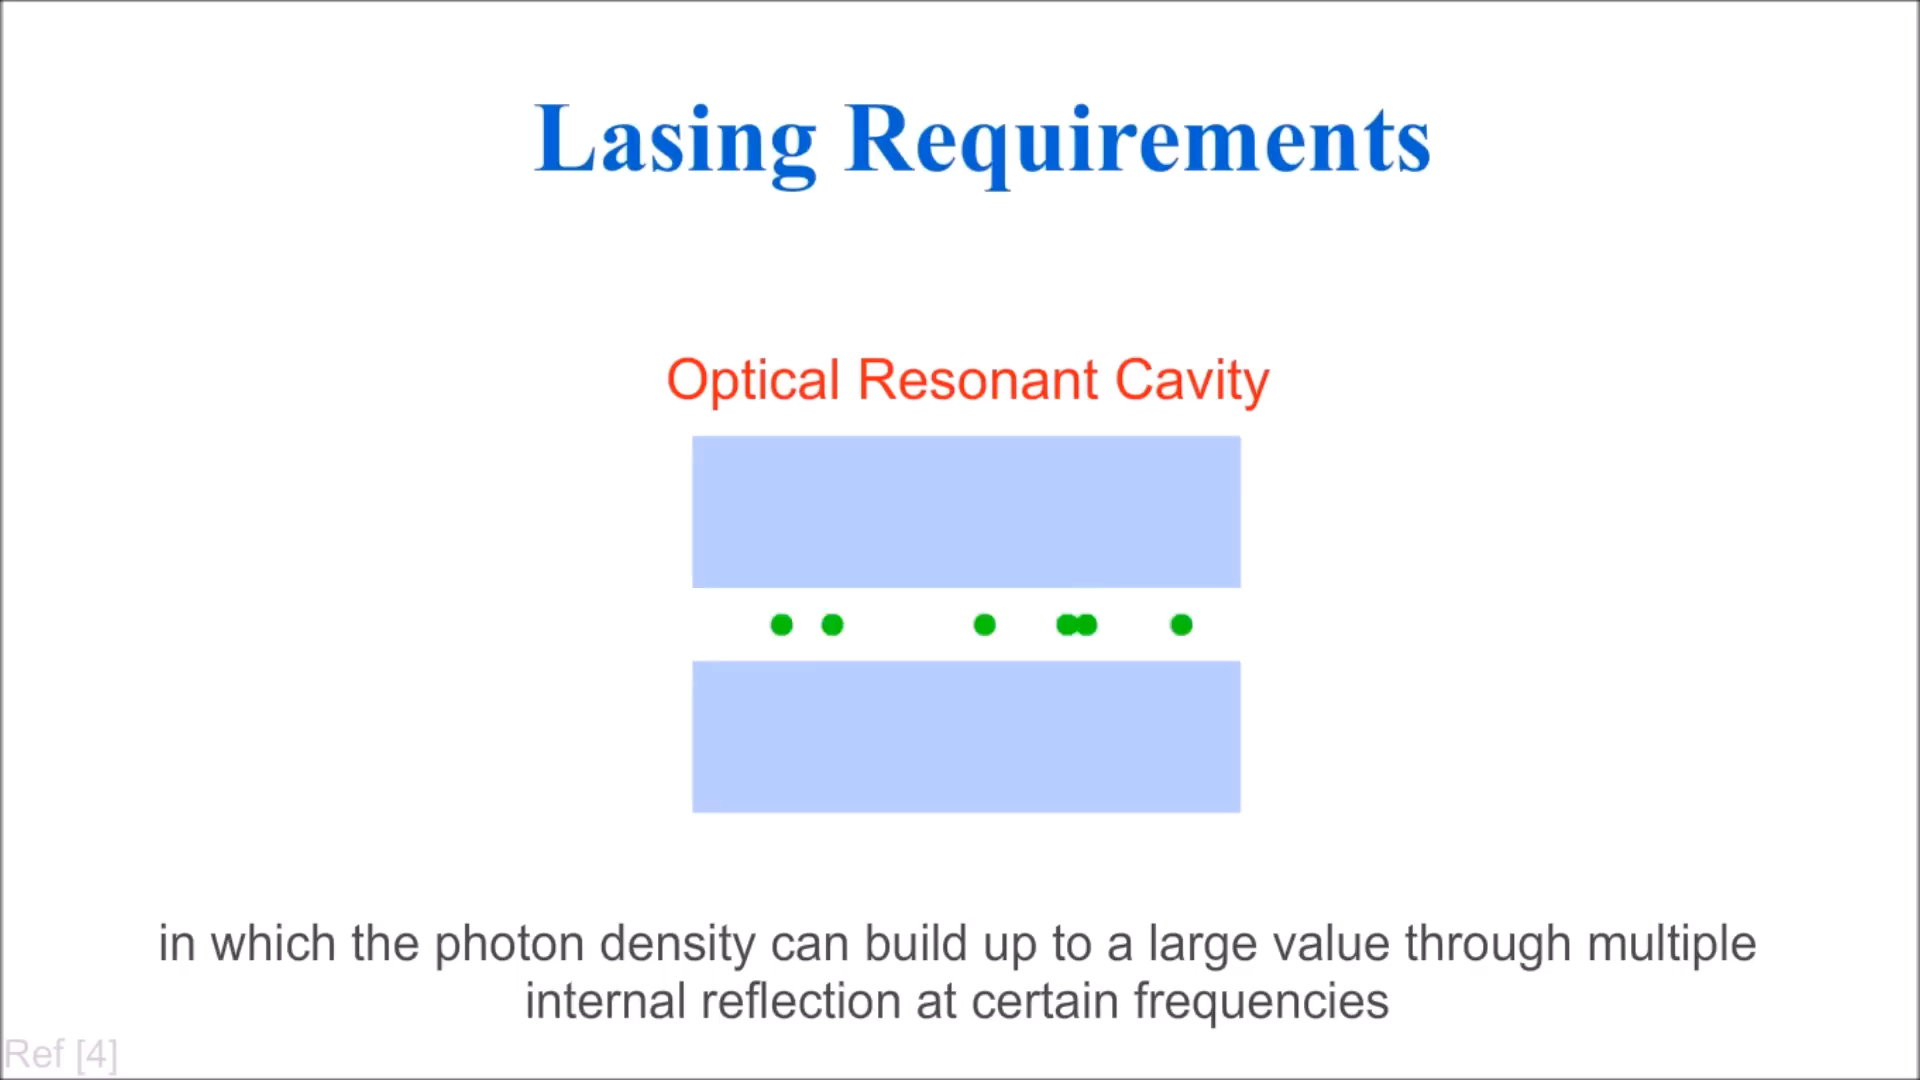 Lasing Requirements
Optical Resonant Cavity
in which the photon density can build up to a large value through multiple
internal reflection at certain frequencies
Ref [4]